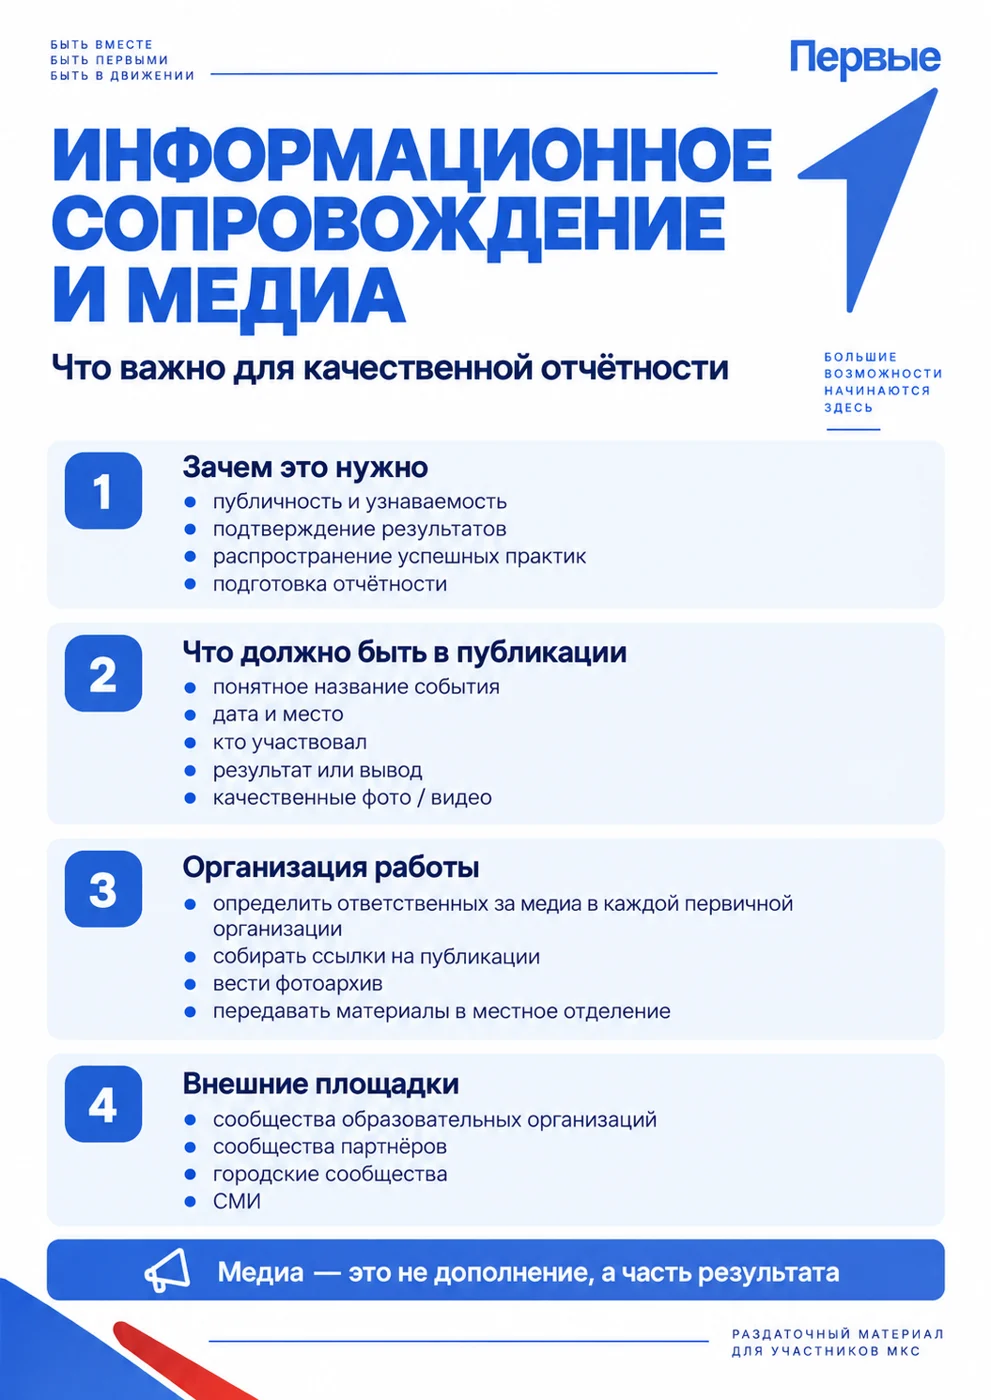 БЫТЬ ВМЕСТЕ
БЫТЬ ПЕРВЫМИ
БЫТЬ В ДВИЖЕНИИ
Первые
ИНФОРМАЦИОННОЕ
СОПРОВОЖДЕНИЕ
И МЕДИА
Что важно для качественной отчётности
БОЛЬШИЕ
ВОЗМОЖНОСТИ
НАЧИНАЮТСЯ
ЗДЕСЬ
1
Зачем это нужно
публичность и узнаваемость
подтверждение результатов
распространение успешных практик
подготовка отчётности
2
Что должно быть в публикации
понятное название события
дата и место
кто участвовал
результат или вывод
качественные фото / видео
3
Организация работы
определить ответственных за медиа в каждой первичной
организации
собирать ссылки на публикации
вести фотоархив
передавать материалы в местное отделение
4
Внешние площадки
сообщества образовательных организаций
сообщества партнёров
городские сообщества
СМИ
Медиа — это не дополнение, а часть результата
РАЗДАТОЧНЫЙ МАТЕРИАЛ
ДЛЯ УЧАСТНИКОВ МКС